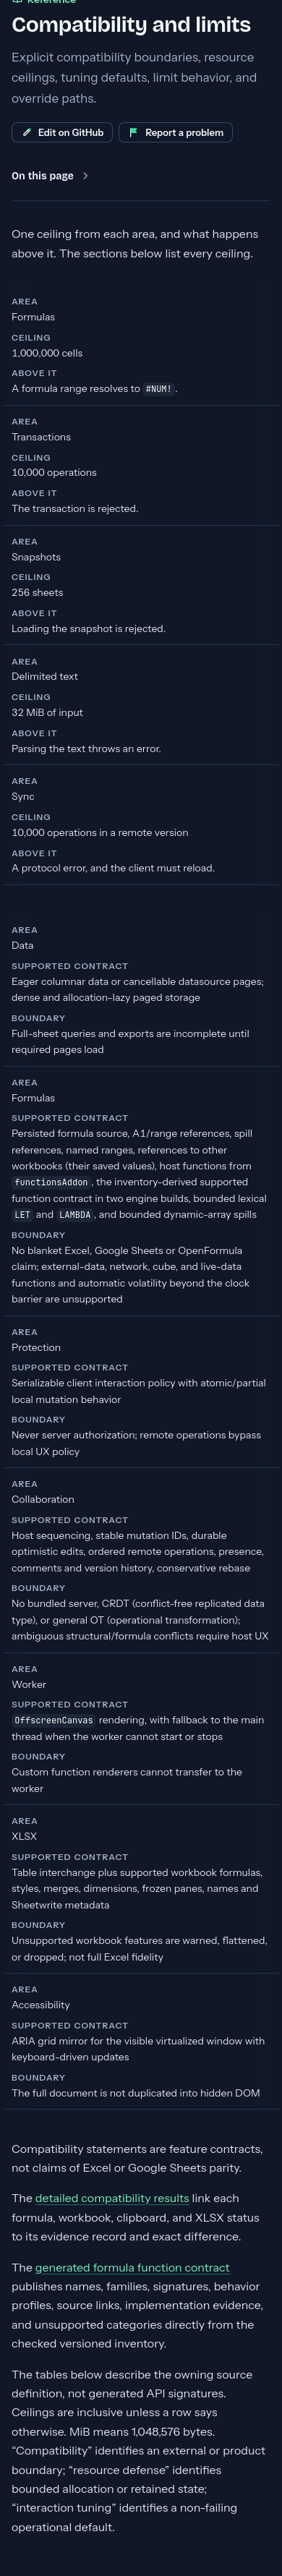 Reference
Compatibility and limits
Explicit compatibility boundaries, resource
ceilings, tuning defaults, limit behavior, and
override paths.
Edit on GitHub
Report a problem
On this page
One ceiling from each area, and what happens
above it. The sections below list every ceiling.
AREA
Formulas
CEILING
1,000,000 cells
ABOVE IT
A formula range resolves to #NUM!.
AREA
Transactions
CEILING
10,000 operations
ABOVE IT
The transaction is rejected.
AREA
Snapshots
CEILING
256 sheets
ABOVE IT
Loading the snapshot is rejected.
AREA
Delimited text
CEILING
32 MiB of input
ABOVE IT
Parsing the text throws an error.
AREA
Sync
CEILING
10,000 operations in a remote version
ABOVE IT
A protocol error, and the client must reload.
AREA
Data
SUPPORTED CONTRACT
Eager columnar data or cancellable datasource pages;
dense and allocation-lazy paged storage
BOUNDARY
Full-sheet queries and exports are incomplete until
required pages load
AREA
Formulas
SUPPORTED CONTRACT
Persisted formula source, A1/range references, spill
references, named ranges, references to other
workbooks (their saved values), host functions from
functionsAddon, the inventory-derived supported
function contract in two engine builds, bounded lexical
LET and LAMBDA, and bounded dynamic-array spills
BOUNDARY
No blanket Excel, Google Sheets or OpenFormula
claim; external-data, network, cube, and live-data
functions and automatic volatility beyond the clock
barrier are unsupported
AREA
Protection
SUPPORTED CONTRACT
Serializable client interaction policy with atomic/partial
local mutation behavior
BOUNDARY
Never server authorization; remote operations bypass
local UX policy
AREA
Collaboration
SUPPORTED CONTRACT
Host sequencing, stable mutation IDs, durable
optimistic edits, ordered remote operations, presence,
comments and version history, conservative rebase
BOUNDARY
No bundled server, CRDT (conflict-free replicated data
type), or general OT (operational transformation);
ambiguous structural/formula conflicts require host UX
AREA
Worker
SUPPORTED CONTRACT
OffscreenCanvas rendering, with fallback to the main
thread when the worker cannot start or stops
BOUNDARY
Custom function renderers cannot transfer to the
worker
AREA
XLSX
SUPPORTED CONTRACT
Table interchange plus supported workbook formulas,
styles, merges, dimensions, frozen panes, names and
Sheetwrite metadata
BOUNDARY
Unsupported workbook features are warned, flattened,
or dropped; not full Excel fidelity
AREA
Accessibility
SUPPORTED CONTRACT
ARIA grid mirror for the visible virtualized window with
keyboard-driven updates
BOUNDARY
The full document is not duplicated into hidden DOM
Compatibility statements are feature contracts,
not claims of Excel or Google Sheets parity.
The detailed compatibility results link each
formula, workbook, clipboard, and XLSX status
to its evidence record and exact difference.
The generated formula function contract
publishes names, families, signatures, behavior
profiles, source links, implementation evidence,
and unsupported categories directly from the
checked versioned inventory.
The tables below describe the owning source
definition, not generated API signatures.
Ceilings are inclusive unless a row says
otherwise. MiB means 1,048,576 bytes.
“Compatibility” identifies an external or product
boundary; “resource defense” identifies
bounded allocation or retained state;
“interaction tuning” identifies a non-failing
operational default.